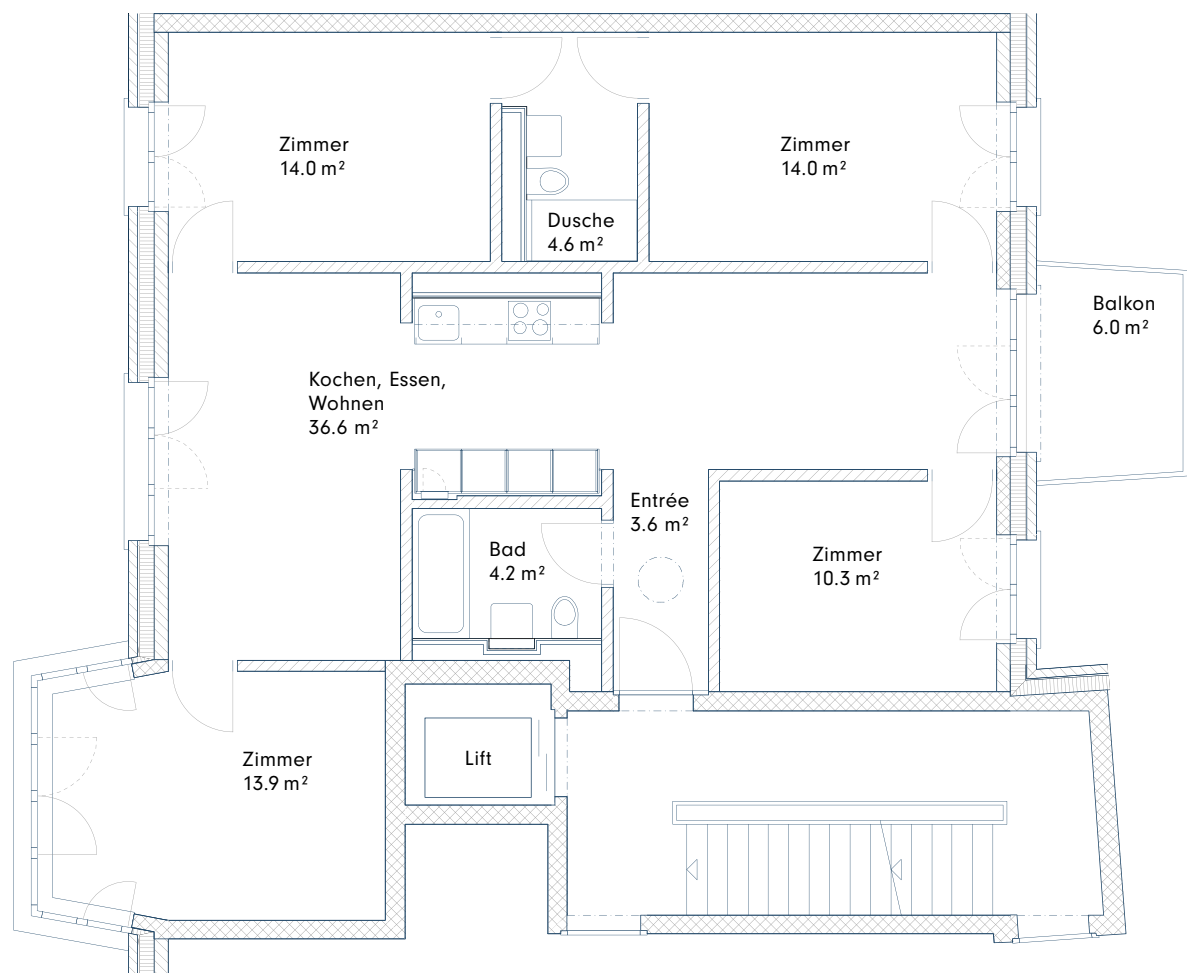 Zimmer
14.0 m²
Zimmer
14.0 m²
Dusche
4.6 m²
Balkon
6.0 m²
Kochen, Essen,
Wohnen
36.6 m²
Entrée
3.6 m²
Bad
4.2 m²
Zimmer
10.3 m²
Zimmer
13.9 m²
Lift